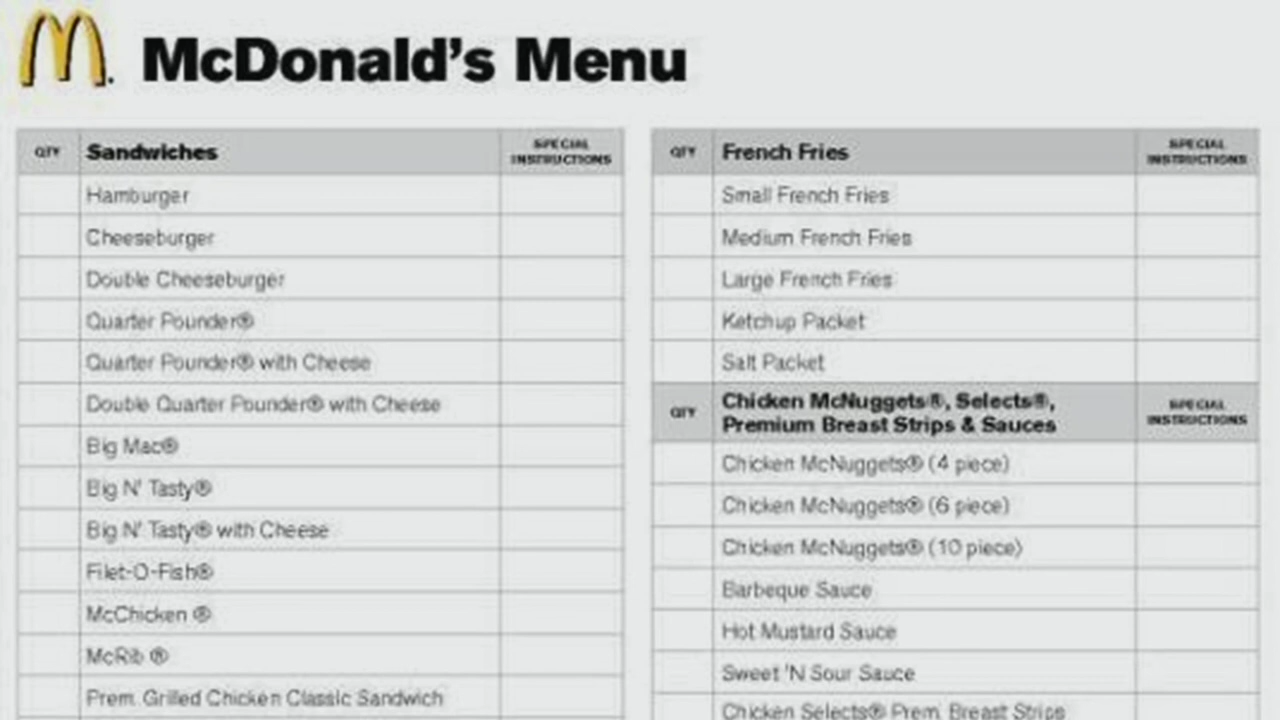 McDonald's Menu
QTY Sandwiches SPECIAL INSTRUCTIONS
Hamburger
Cheeseburger
Double Cheeseburger
Quarter Pounder®
Quarter Pounder® with Cheese
Double Quarter Pounder® with Cheese
Big Mac®
Big N' Tasty®
Big N' Tasty® with Cheese
Filet-O-Fish®
McChicken ®
McRib ®
Prem. Grilled Chicken Classic Sandwich
QTY French Fries SPECIAL INSTRUCTIONS
Small French Fries
Medium French Fries
Large French Fries
Ketchup Packet
Salt Packet
QTY Chicken McNuggets®, Selects®,
Premium Breast Strips & Sauces SPECIAL INSTRUCTIONS
Chicken McNuggets® (4 piece)
Chicken McNuggets® (6 piece)
Chicken McNuggets® (10 piece)
Barbeque Sauce
Hot Mustard Sauce
Sweet 'N Sour Sauce
Chicken Selects® Prem. Breast Strips